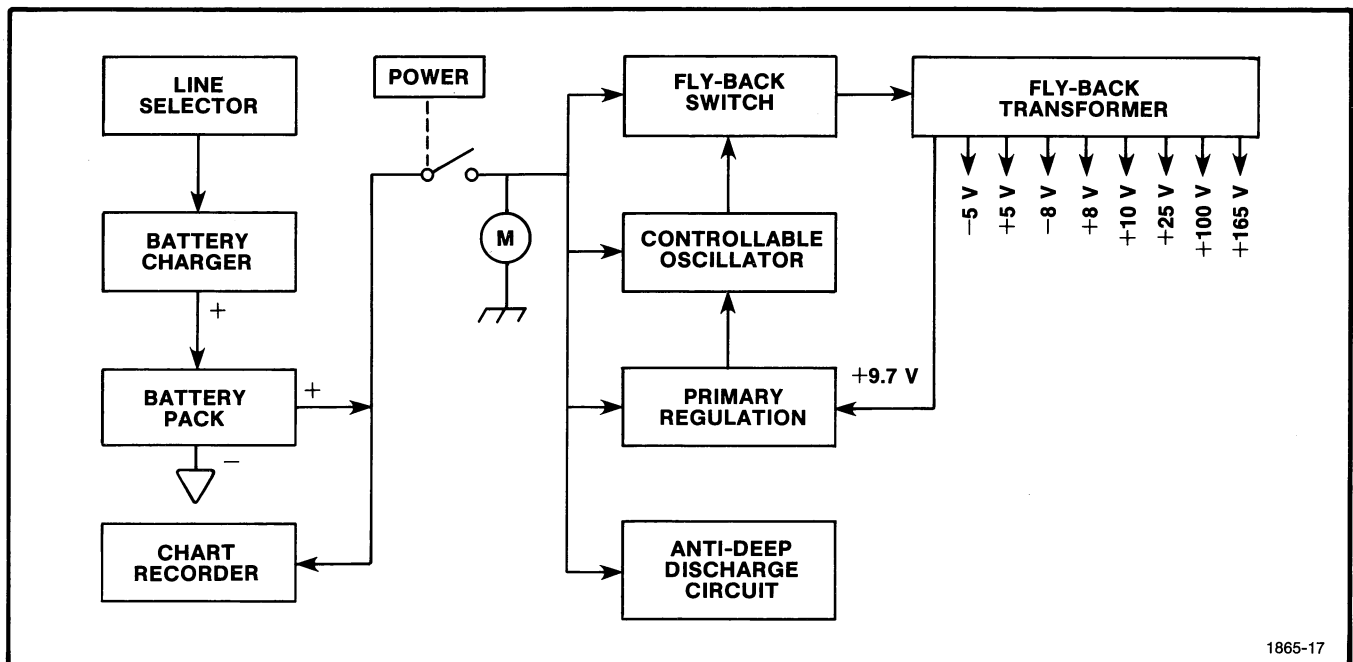 LINE
SELECTOR
POWER
FLY-BACK
SWITCH
FLY-BACK
TRANSFORMER
−5 V
+5 V
−8 V
+8 V
+10 V
+25 V
+100 V
+165 V
BATTERY
CHARGER
+
M
CONTROLLABLE
OSCILLATOR
BATTERY
PACK
+
−
PRIMARY
REGULATION
+9.7 V
CHART
RECORDER
ANTI-DEEP
DISCHARGE
CIRCUIT
1865-17